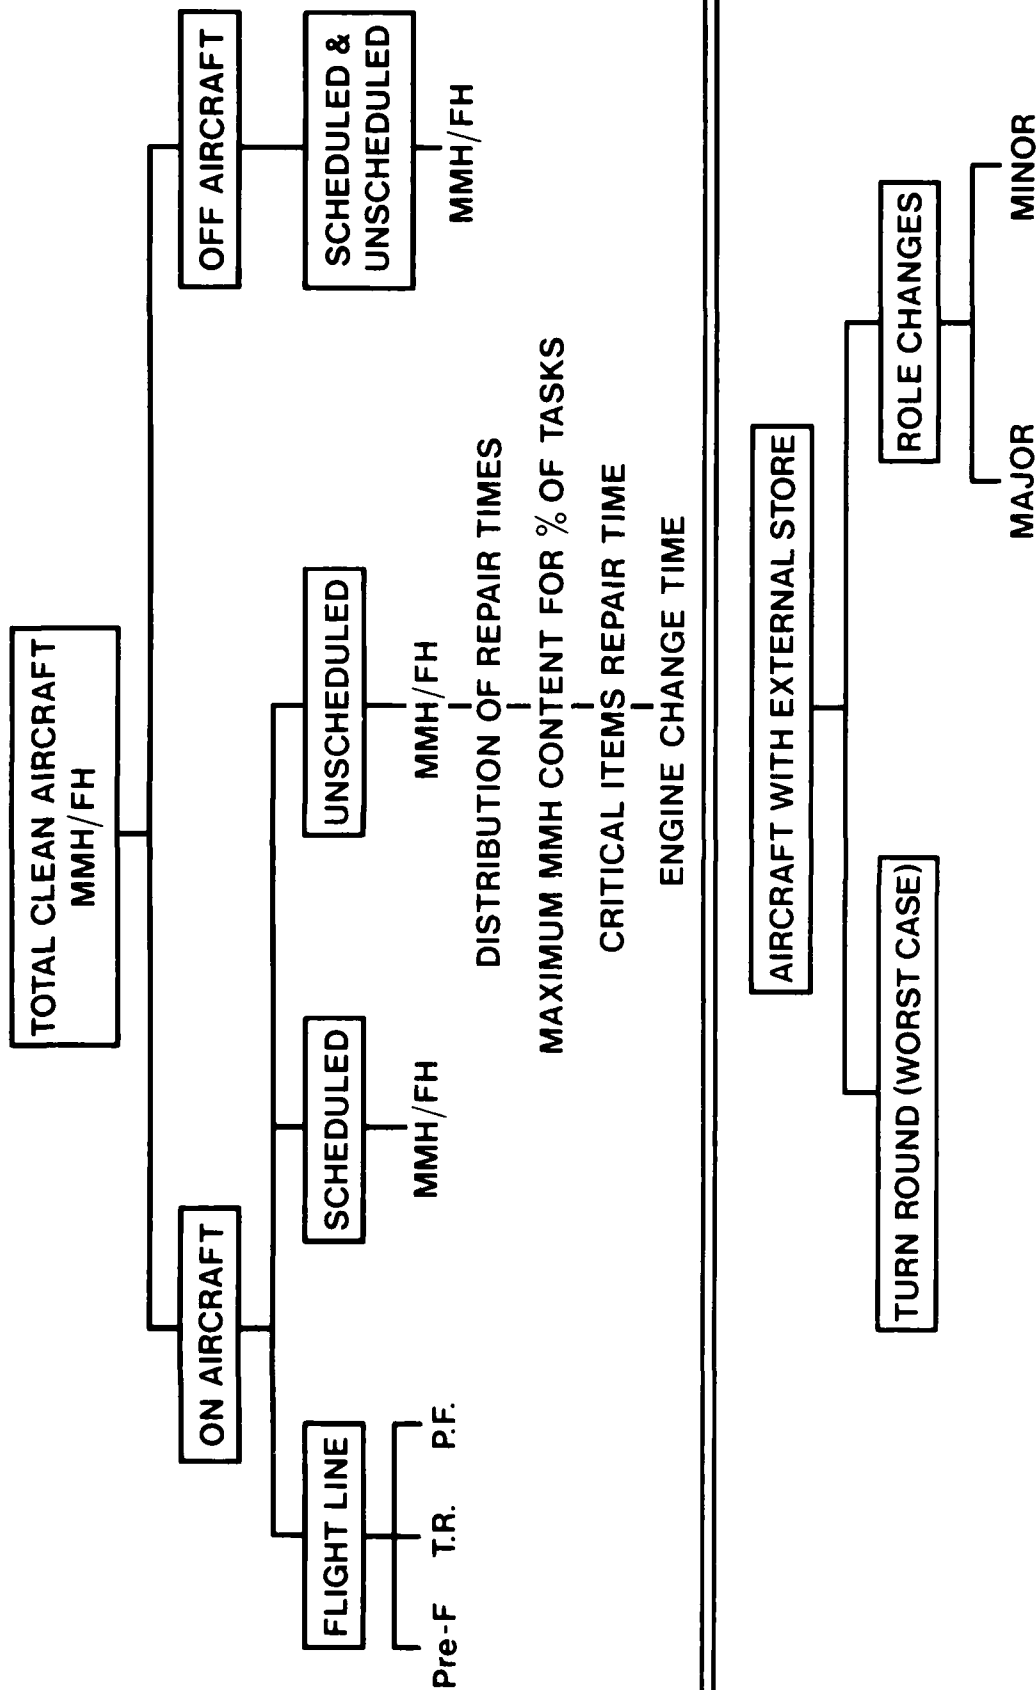 TOTAL CLEAN AIRCRAFT
MMH/FH
ON AIRCRAFT
OFF AIRCRAFT
FLIGHT LINE
SCHEDULED
UNSCHEDULED
SCHEDULED &
UNSCHEDULED
Pre-F
T.R.
P.F.
MMH/FH
MMH/FH
MMH/FH
DISTRIBUTION OF REPAIR TIMES
MAXIMUM MMH CONTENT FOR % OF TASKS
CRITICAL ITEMS REPAIR TIME
ENGINE CHANGE TIME
AIRCRAFT WITH EXTERNAL STORE
TURN ROUND (WORST CASE)
ROLE CHANGES
MAJOR
MINOR